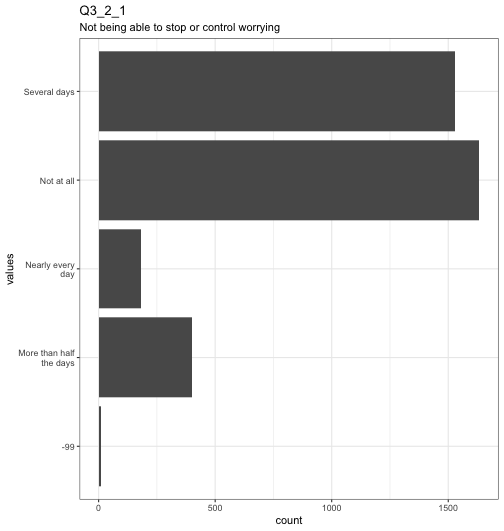 Q3_2_1
Not being able to stop or control worrying
values
Several days
Not at all
Nearly every
day
More than half
the days
-99
0 500 1000 1500
count